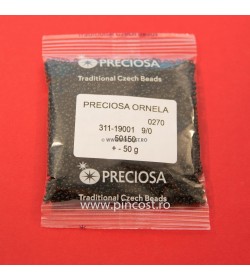 PRECIOSA
Traditional Czech Beads
PRECIOSA ORNELA
0270
311-19001 9/0
50150
+ - 50 g
PRECIOSA
Traditional Czech Beads
www.pincost.ro